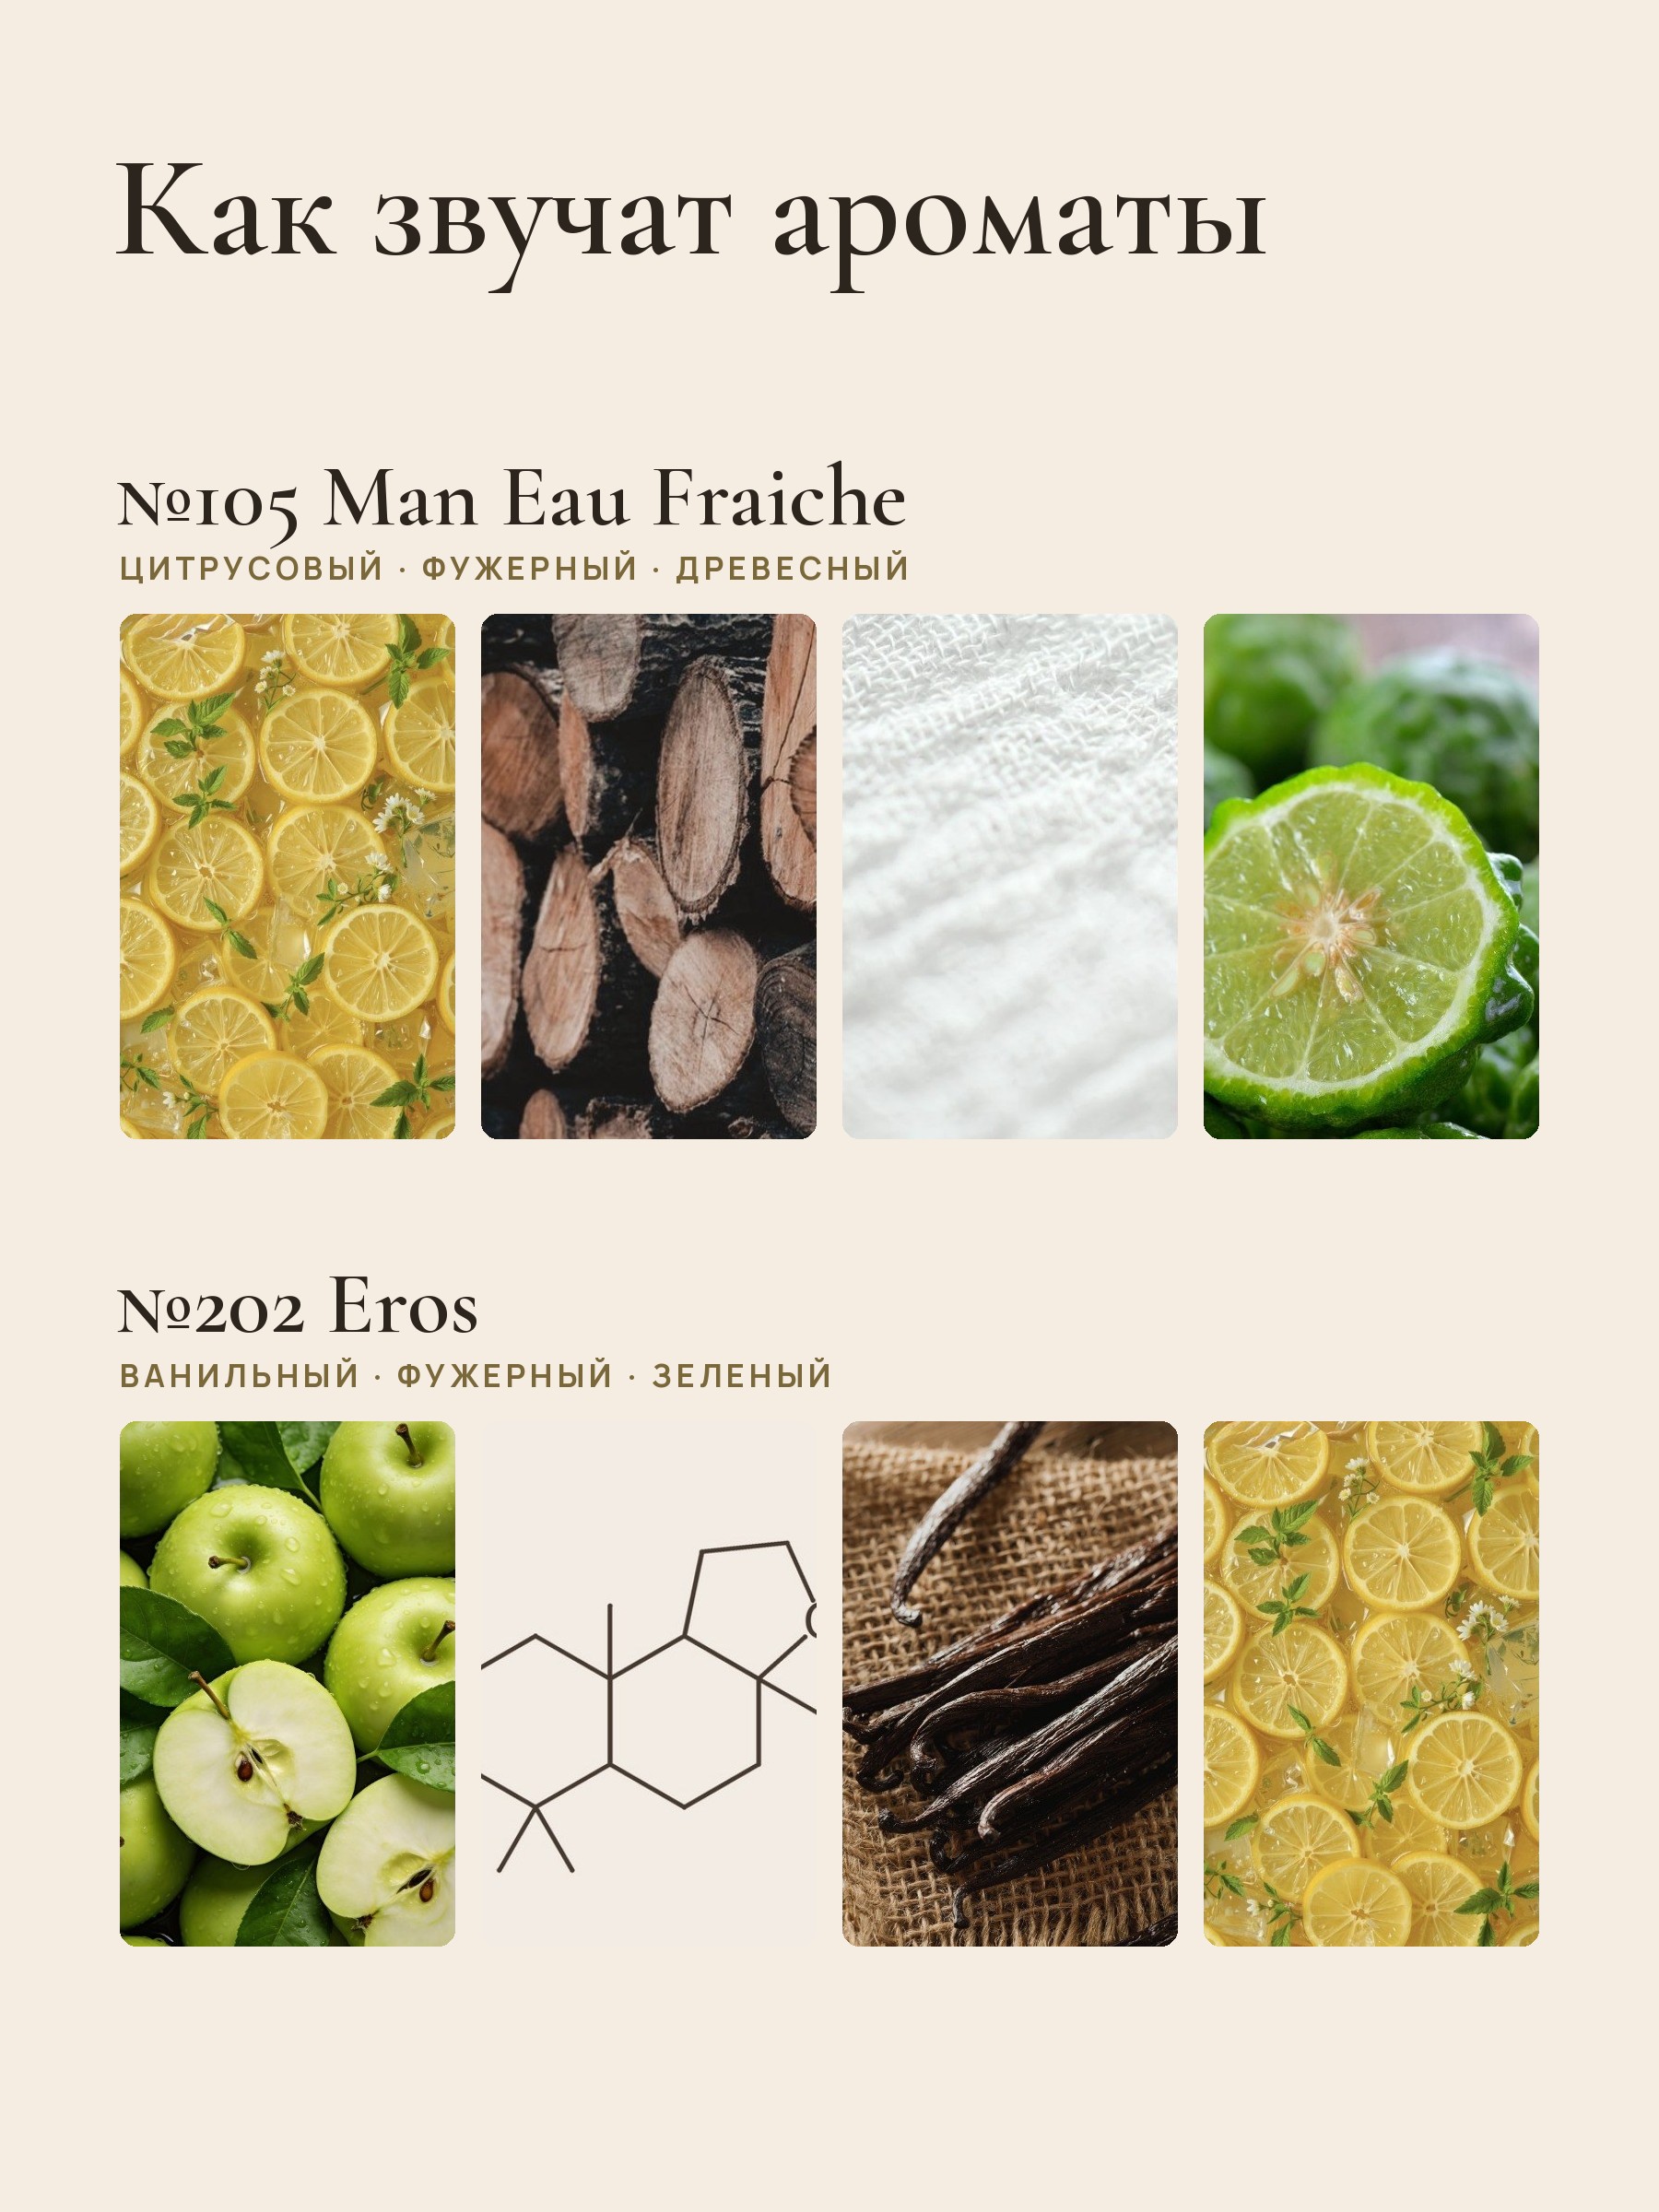 Как звучат ароматы
№105 Man Eau Fraiche
ЦИТРУСОВЫЙ · ФУЖЕРНЫЙ · ДРЕВЕСНЫЙ
№202 Eros
ВАНИЛЬНЫЙ · ФУЖЕРНЫЙ · ЗЕЛЕНЫЙ